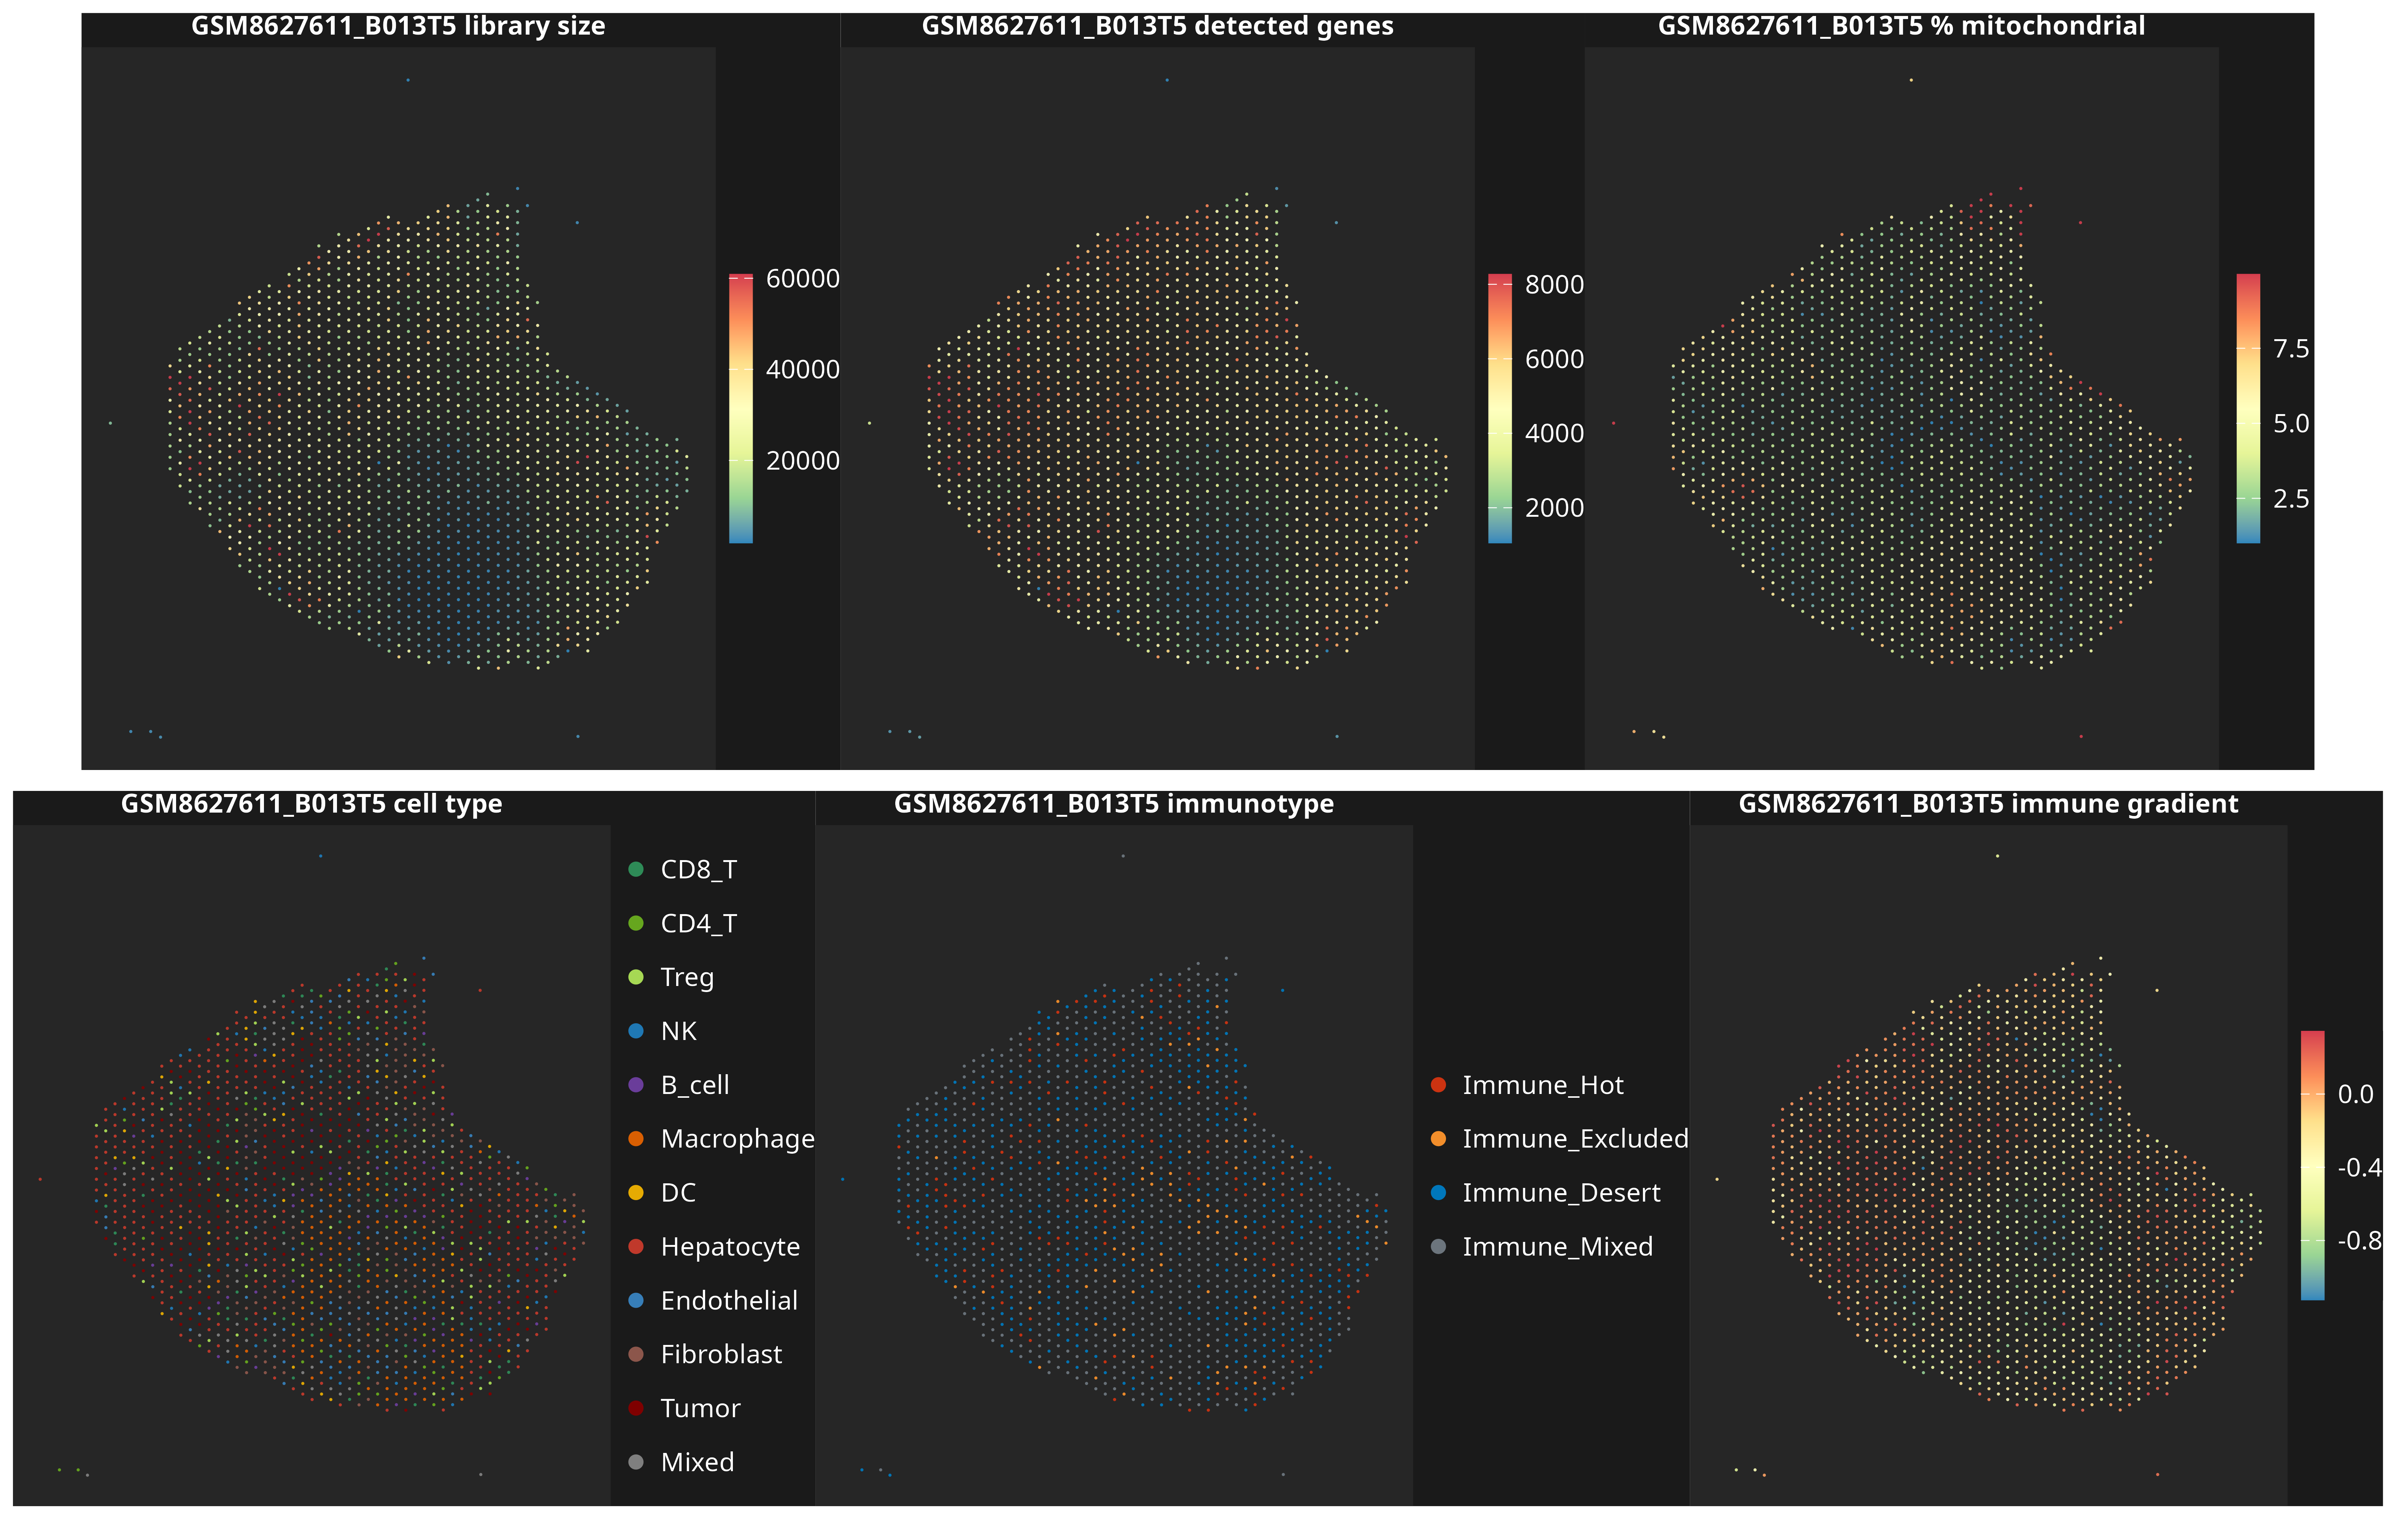 GSM8627611_B013T5 library size
60000
40000
20000
GSM8627611_B013T5 detected genes
8000
6000
4000
2000
GSM8627611_B013T5 % mitochondrial
7.5
5.0
2.5
GSM8627611_B013T5 cell type
CD8_T
CD4_T
Treg
NK
B_cell
Macrophage
DC
Hepatocyte
Endothelial
Fibroblast
Tumor
Mixed
GSM8627611_B013T5 immunotype
Immune_Hot
Immune_Excluded
Immune_Desert
Immune_Mixed
GSM8627611_B013T5 immune gradient
0.0
-0.4
-0.8